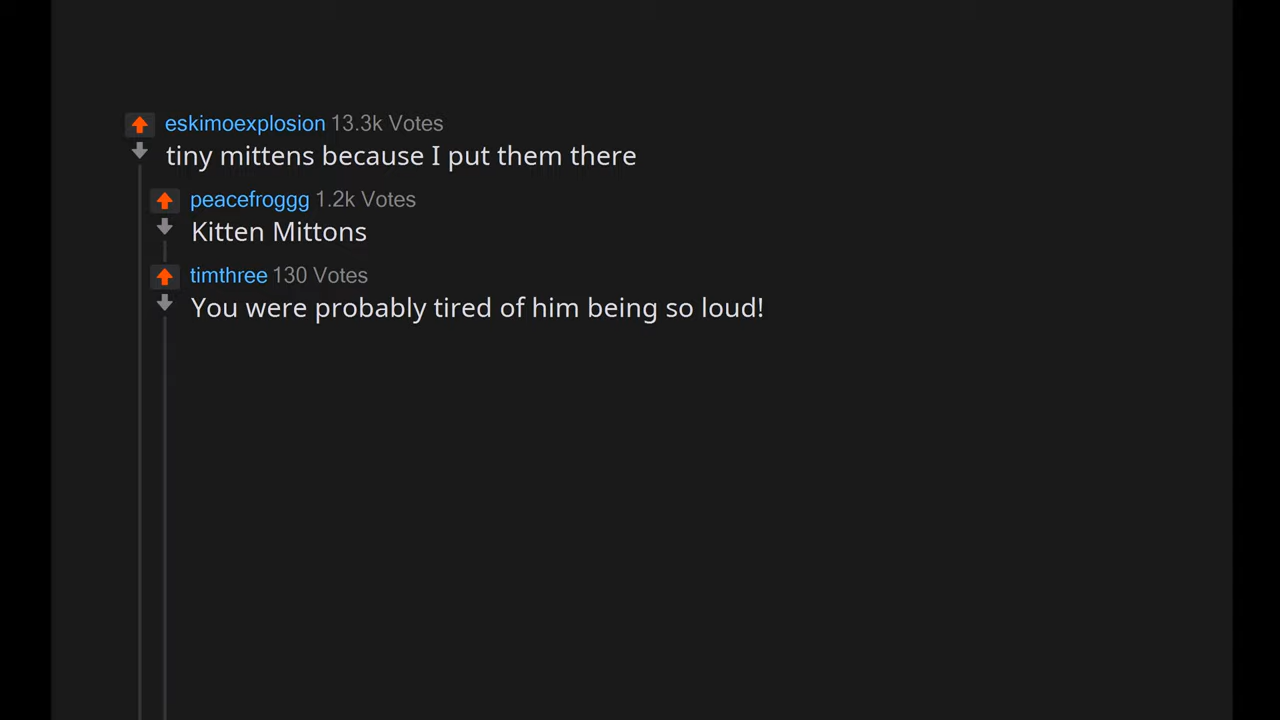 eskimoexplosion 13.3k Votes
tiny mittens because I put them there
peacefroggg 1.2k Votes
Kitten Mittons
timthree 130 Votes
You were probably tired of him being so loud!